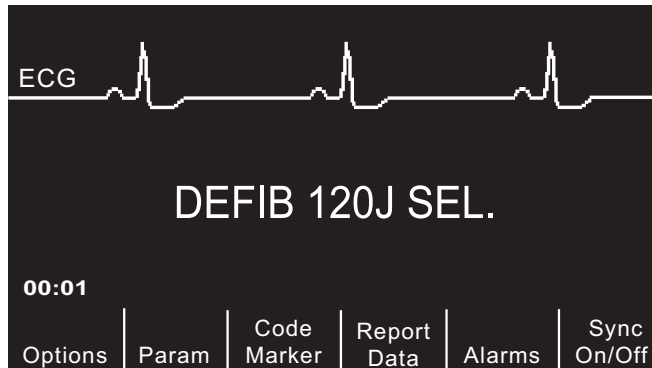 ECG
DEFIB 120J SEL.
00:01
Options
Param
Code
Marker
Report
Data
Alarms
Sync
On/Off